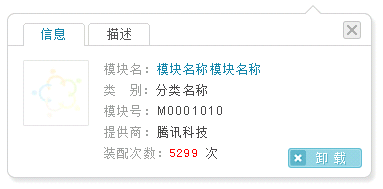 信息 描述
模块名：模块名称模块名称
类 别：分类名称
模块号：M0001010
提供商：腾讯科技
装配次数：5299 次
卸 载